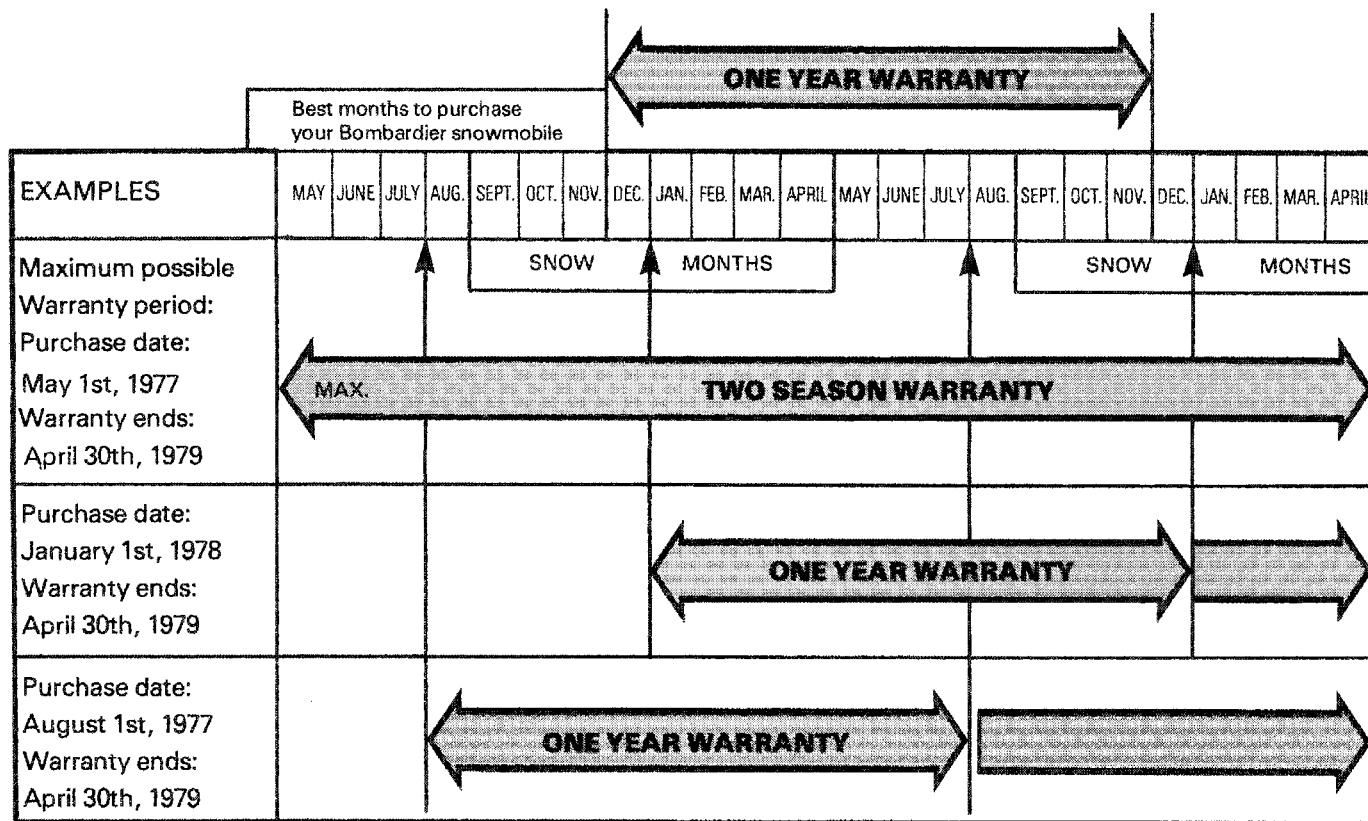 ONE YEAR WARRANTY
Best months to purchase
your Bombardier snowmobile
EXAMPLES MAY JUNE JULY AUG. SEPT. OCT. NOV. DEC. JAN. FEB. MAR. APRIL MAY JUNE JULY AUG. SEPT. OCT. NOV. DEC. JAN. FEB. MAR. APRIL
SNOW MONTHS SNOW MONTHS
Maximum possible
Warranty period:
Purchase date:
May 1st, 1977
Warranty ends:
April 30th, 1979
MAX. TWO SEASON WARRANTY
Purchase date:
January 1st, 1978
Warranty ends:
April 30th, 1979
ONE YEAR WARRANTY
Purchase date:
August 1st, 1977
Warranty ends:
April 30th, 1979
ONE YEAR WARRANTY